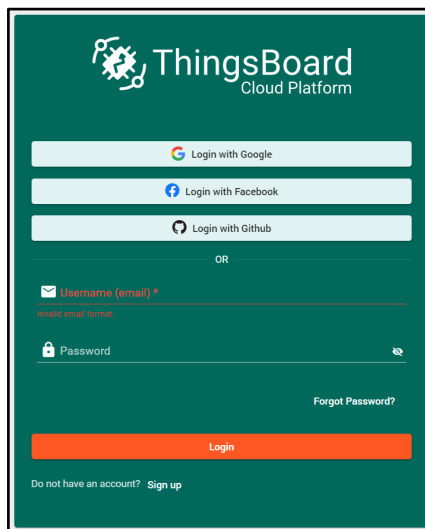 ThingsBoard
Cloud Platform
Login with Google
Login with Facebook
Login with Github
OR
Username (email) *
Invalid email format.
Password
Forgot Password?
Login
Do not have an account? Sign up